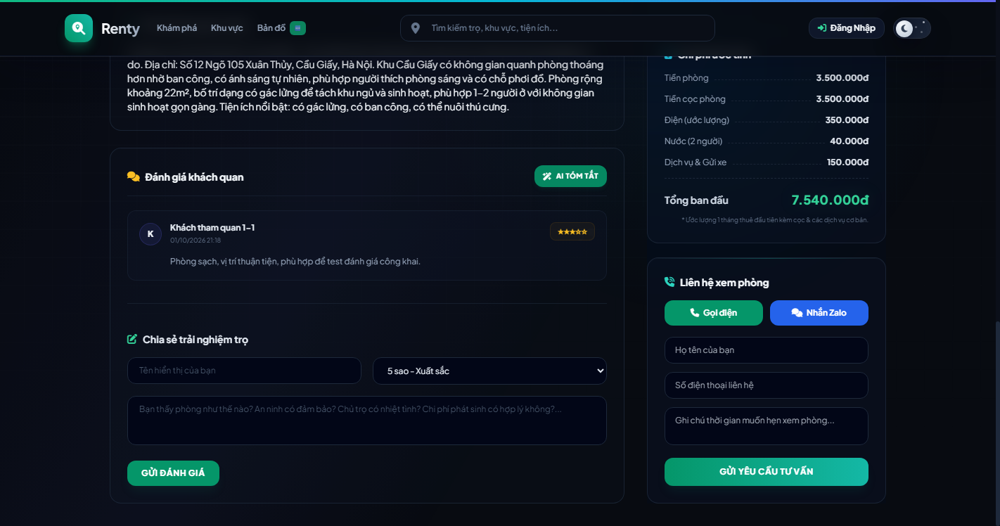 Renty
Khám phá
Khu vực
Bản đồ
Tìm kiếm trọ, khu vực, tiện ích...
Đăng Nhập
do. Địa chỉ: Số 12 Ngõ 105 Xuân Thủy, Cầu Giấy, Hà Nội. Khu Cầu Giấy có không gian quanh phòng thoáng
hơn nhờ ban công, có ánh sáng tự nhiên, phù hợp người thích phòng sáng và có chỗ phơi đồ. Phòng rộng
khoảng 22m², bố trí dạng có gác lửng để tách khu ngủ và sinh hoạt, phù hợp 1–2 người ở với không gian
sinh hoạt gọn gàng. Tiện ích nổi bật: có gác lửng, có ban công, có thể nuôi thú cưng.
Đánh giá khách quan
AI TÓM TẮT
K
Khách tham quan 1-1
01/10/2026 21:18
★★★☆☆
Phòng sạch, vị trí thuận tiện, phù hợp để test đánh giá công khai.
Chia sẻ trải nghiệm trọ
Tên hiển thị của bạn
5 sao - Xuất sắc
Bạn thấy phòng như thế nào? An ninh có đảm bảo? Chủ trọ có nhiệt tình? Chi phí phát sinh có hợp lý không?...
GỬI ĐÁNH GIÁ
Chi phí ước tính
Tiền phòng 3.500.000đ
Tiền cọc phòng 3.500.000đ
Điện (ước lượng) 350.000đ
Nước (2 người) 40.000đ
Dịch vụ & Gửi xe 150.000đ
Tổng ban đầu 7.540.000đ
* Ước lượng 1 tháng thuê đầu tiên kèm cọc & các dịch vụ cơ bản.
Liên hệ xem phòng
Gọi điện
Nhắn Zalo
Họ tên của bạn
Số điện thoại liên hệ
Ghi chú thời gian muốn hẹn xem phòng...
GỬI YÊU CẦU TƯ VẤN